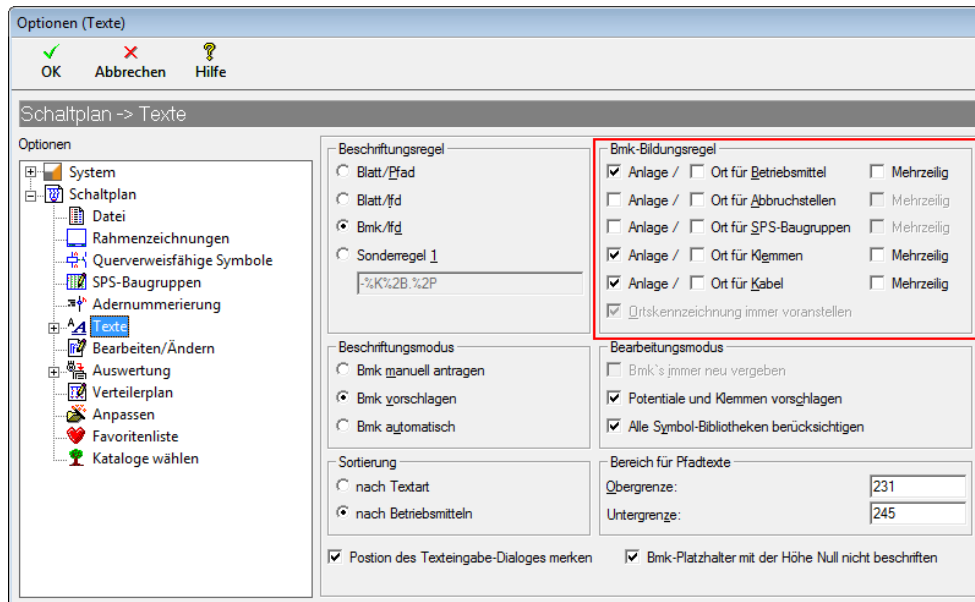 Optionen (Texte)
OK Abbrechen Hilfe
Schaltplan -> Texte
Optionen
System
Schaltplan
Datei
Rahmenzeichnungen
Querverweisfähige Symbole
SPS-Baugruppen
Adernummerierung
Texte
Bearbeiten/Ändern
Auswertung
Verteilerplan
Anpassen
Favoritenliste
Kataloge wählen
Beschriftungsregel
Blatt/Pfad
Blatt/lfd
Bmk/lfd
Sonderregel 1
-%K%2B.%2P
Bmk-Bildungsregel
Anlage / Ort für Betriebsmittel Mehrzeilig
Anlage / Ort für Abbruchstellen Mehrzeilig
Anlage / Ort für SPS-Baugruppen Mehrzeilig
Anlage / Ort für Klemmen Mehrzeilig
Anlage / Ort für Kabel Mehrzeilig
Ortskennzeichnung immer voranstellen
Beschriftungsmodus
Bmk manuell antragen
Bmk vorschlagen
Bmk automatisch
Bearbeitungsmodus
Bmk`s immer neu vergeben
Potentiale und Klemmen vorschlagen
Alle Symbol-Bibliotheken berücksichtigen
Sortierung
nach Textart
nach Betriebsmitteln
Bereich für Pfadtexte
Obergrenze: 231
Untergrenze: 245
Postion des Texteingabe-Dialoges merken
Bmk-Platzhalter mit der Höhe Null nicht beschriften